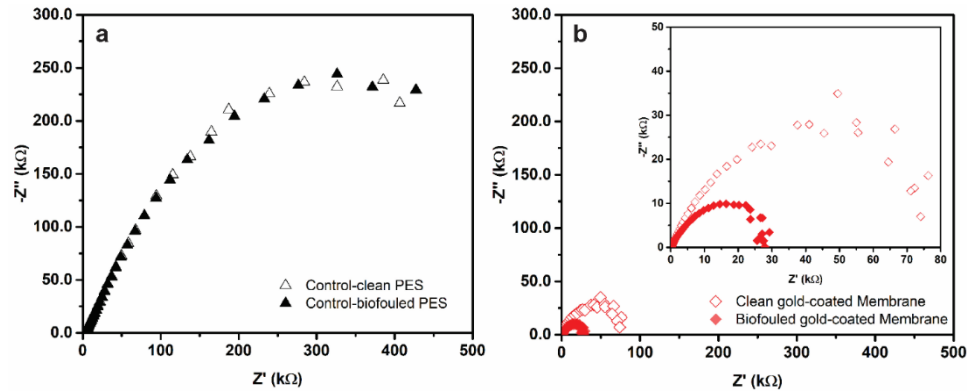 a
300.0
250.0
200.0
150.0
100.0
50.0
0.0
-Z'' (kΩ)
0 100 200 300 400 500
Z' (kΩ)
Control-clean PES
Control-biofouled PES
b
300.0
250.0
200.0
150.0
100.0
50.0
0.0
-Z'' (kΩ)
0 100 200 300 400 500
Z' (kΩ)
50
40
30
20
10
0
-Z'' (kΩ)
0 10 20 30 40 50 60 70 80
Z' (kΩ)
Clean gold-coated Membrane
Biofouled gold-coated Membrane